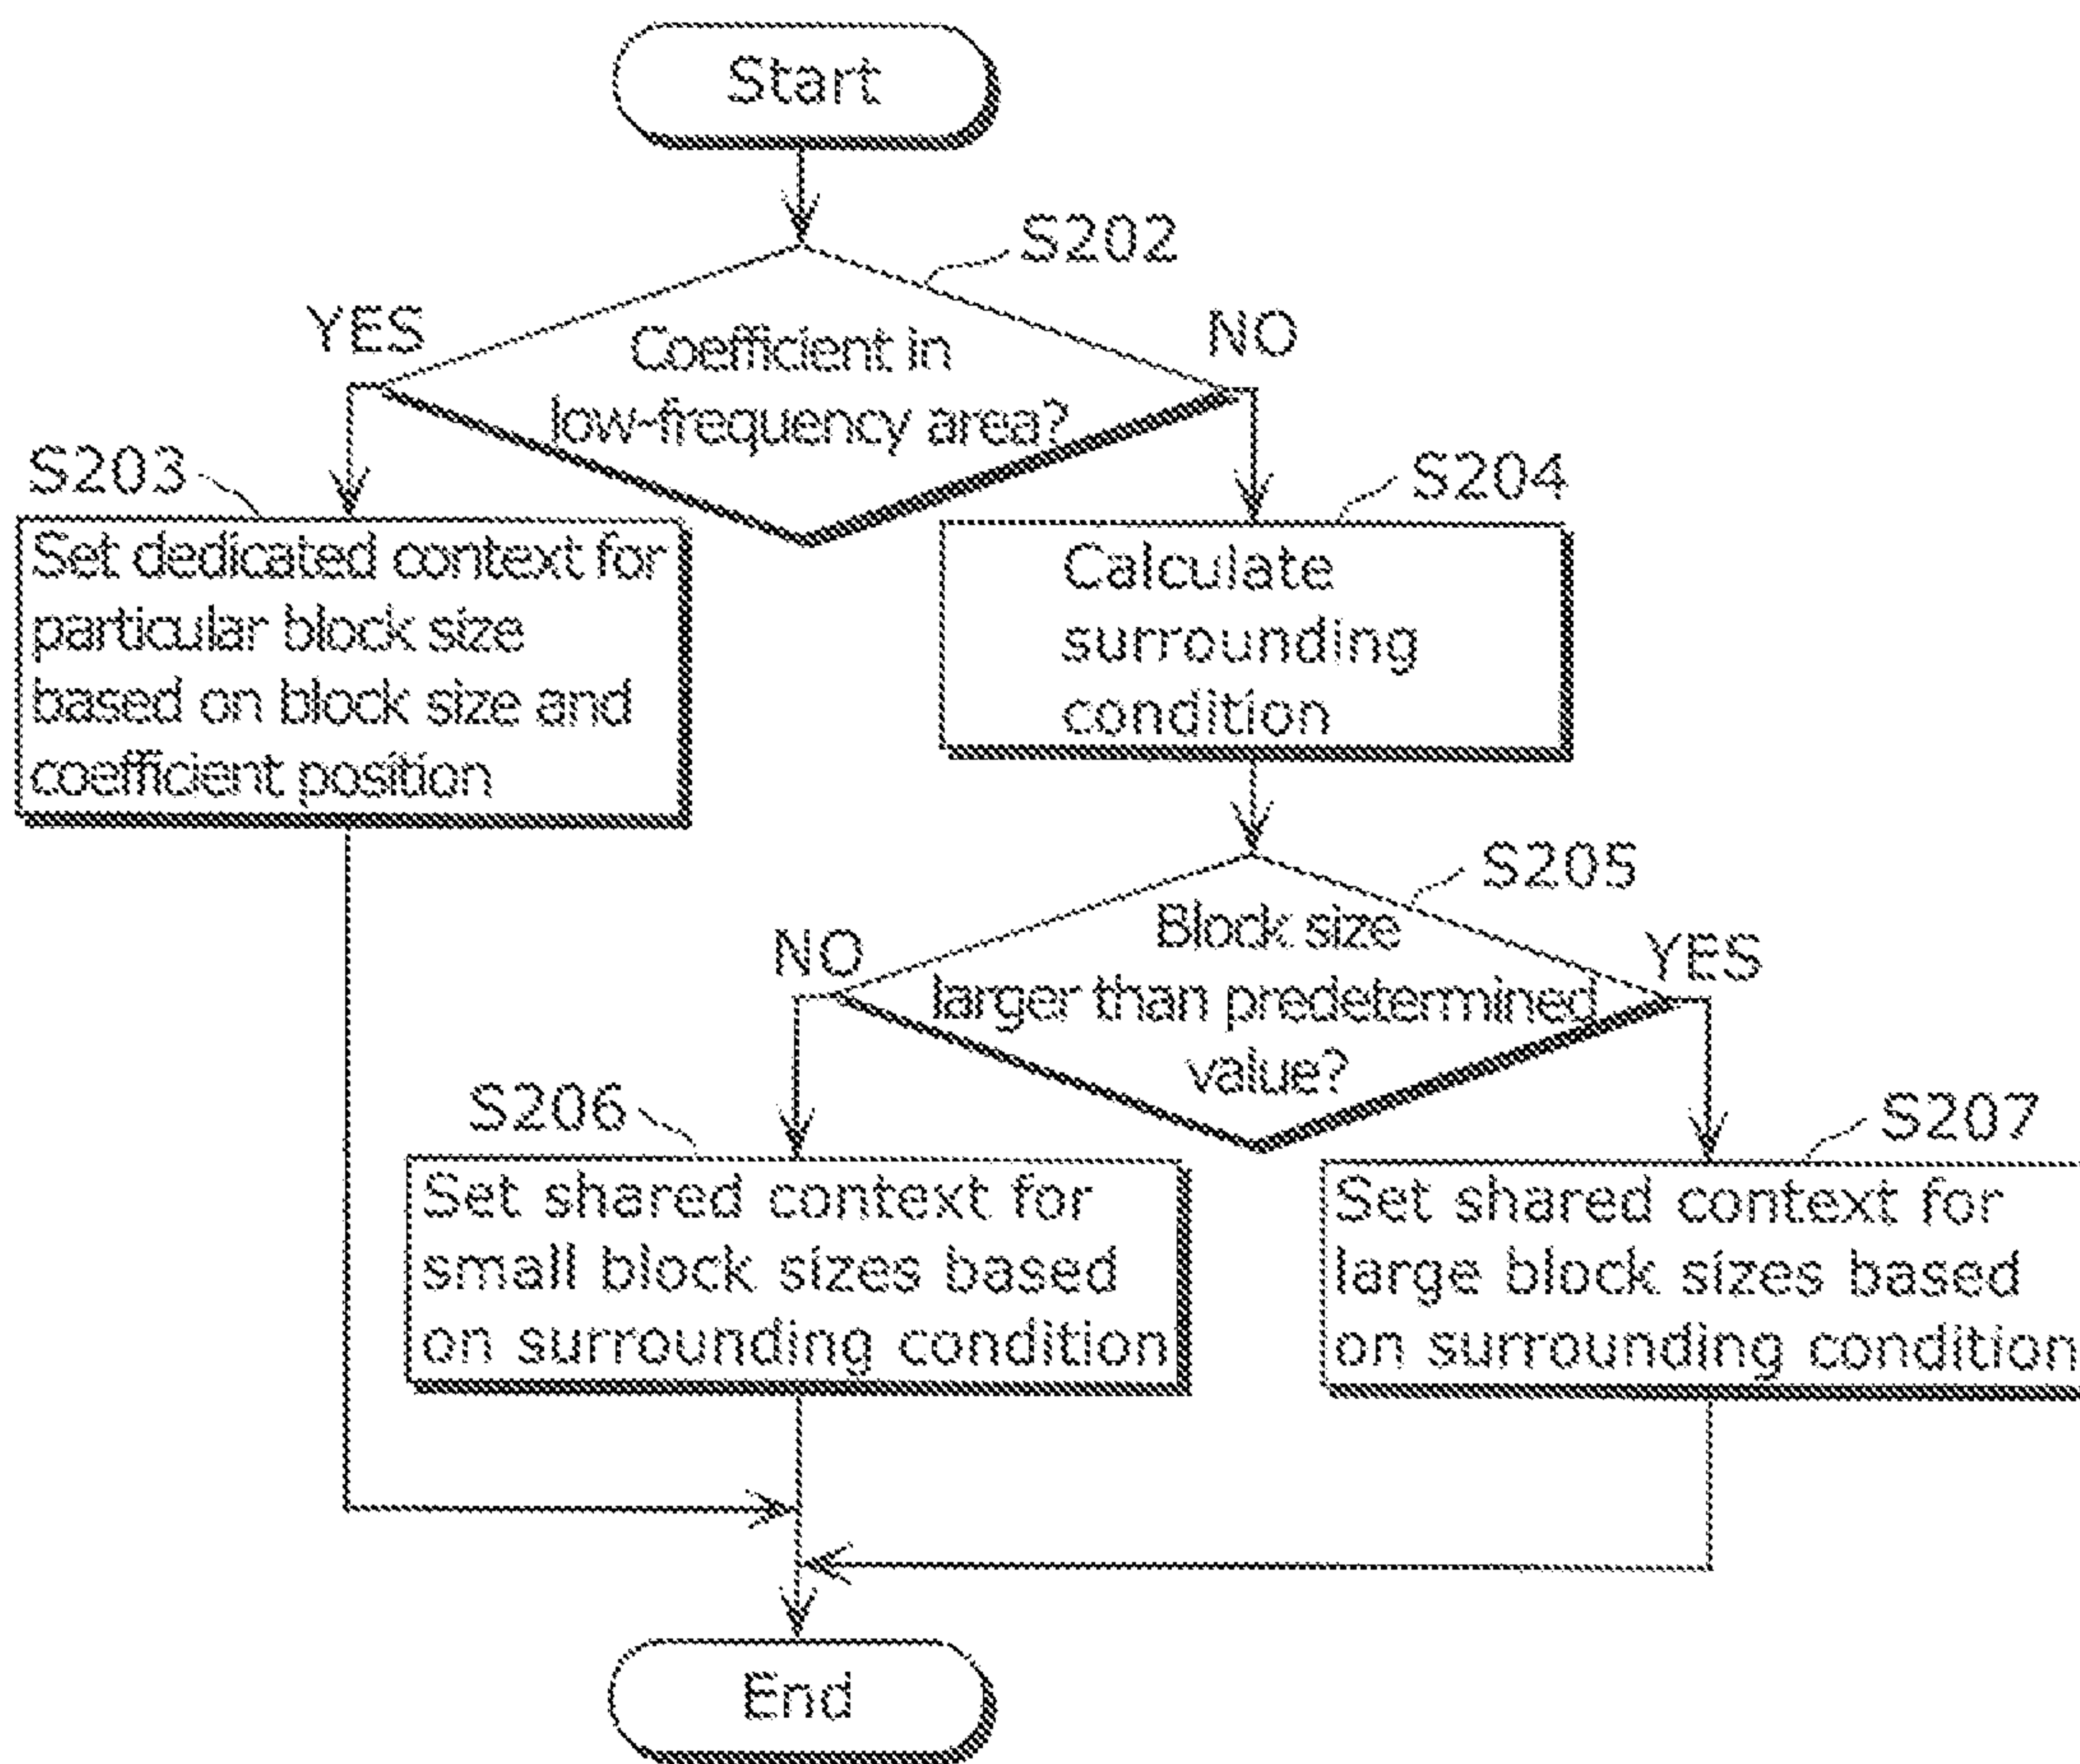 Start
S202
YES
NO
Coefficient in
low-frequency area?
S203
S204
Set dedicated context for
particular block size
based on block size and
coefficient position
Calculate
surrounding
condition
S205
NO
YES
Block size
larger than predetermined
value?
S206
S207
Set shared context for
small block sizes based
on surrounding condition
Set shared context for
large block sizes based
on surrounding condition
End